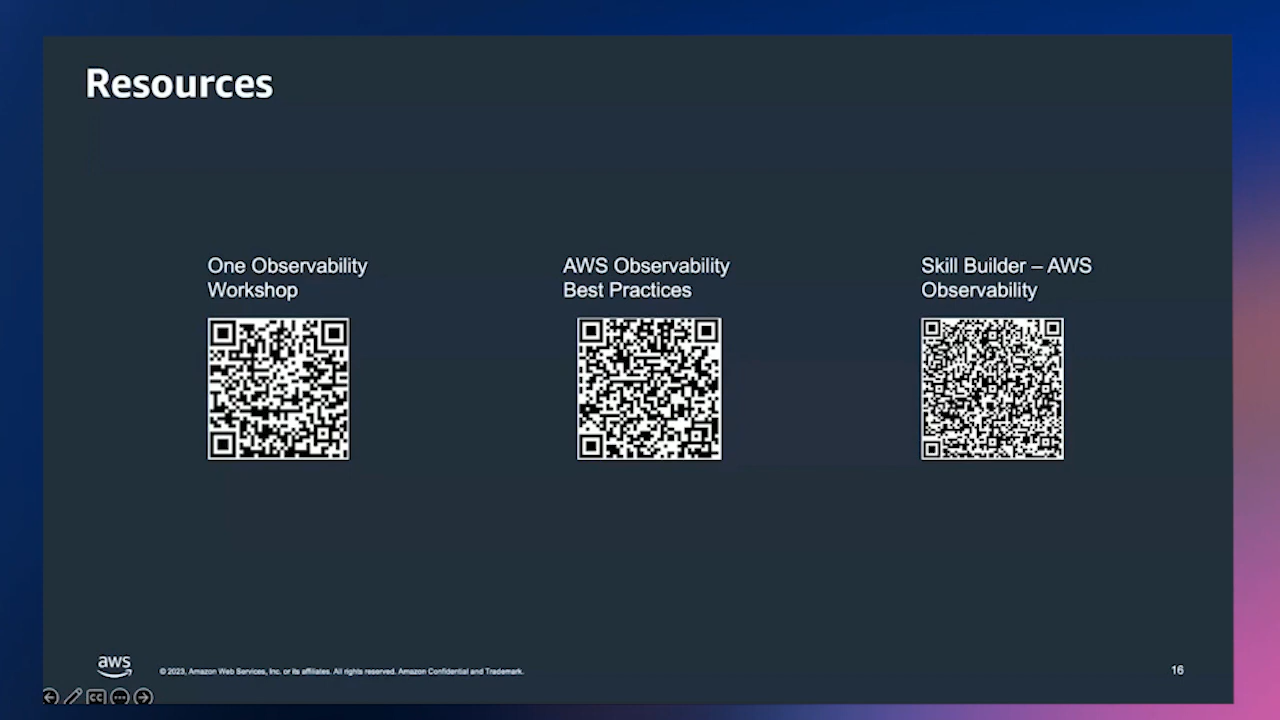 Resources
One Observability
Workshop
AWS Observability
Best Practices
Skill Builder – AWS
Observability
aws
© 2023, Amazon Web Services, Inc. or its affiliates. All rights reserved. Amazon Confidential and Trademark.
16
CC